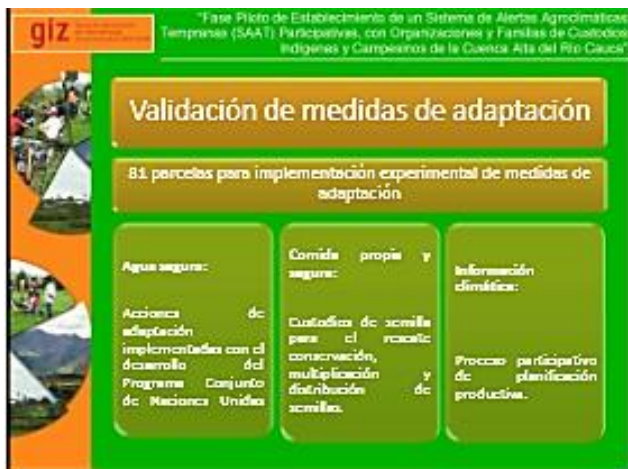 giz
"Fase Piloto de Establecimiento de un Sistema de Alertas Agroclimáticas
Tempranas (SAAT) Participativas, con Organizaciones y Familias de Custodios
Indígenas y Campesinos de la Cuenca Alta del Río Cauca"
Validación de medidas de adaptación
81 parcelas para implementación experimental de medidas de
adaptación
Agua segura:
Acciones de
adaptación
implementadas con el
desarrollo del
Programa Conjunto
de Naciones Unidas
Comida propia y
segura:
Custodios de semilla
para el rescate
conservación,
multiplicación y
distribución de
semillas.
Información
climática:
Proceso participativo
de planificación
productiva.